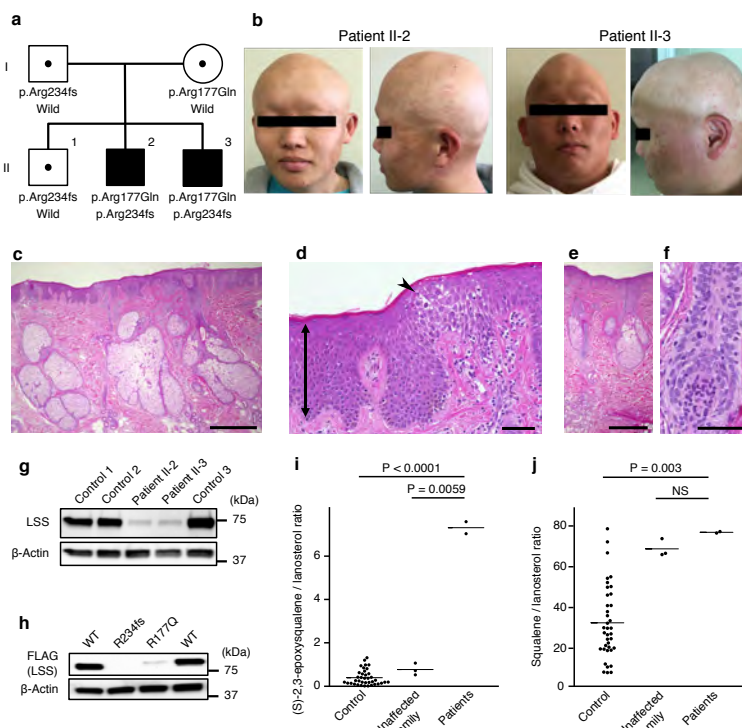 a
I
p.Arg234fs
Wild
p.Arg177Gln
Wild
1
2
3
II
p.Arg234fs
Wild
p.Arg177Gln
p.Arg234fs
p.Arg177Gln
p.Arg234fs
b
Patient II-2
Patient II-3
c
d
e
f
g
Control 1
Control 2
Patient II-2
Patient II-3
Control 3
(kDa)
LSS
75
β-Actin
37
h
WT
R234fs
R177Q
WT
(kDa)
FLAG
(LSS)
75
β-Actin
37
i
P < 0.0001
P = 0.0059
(S)-2,3-epoxysqualene / lanosterol ratio
6
4
2
0
Control
Patients
j
P = 0.003
NS
Squalene / lanosterol ratio
80
60
40
20
0
Control
Patients